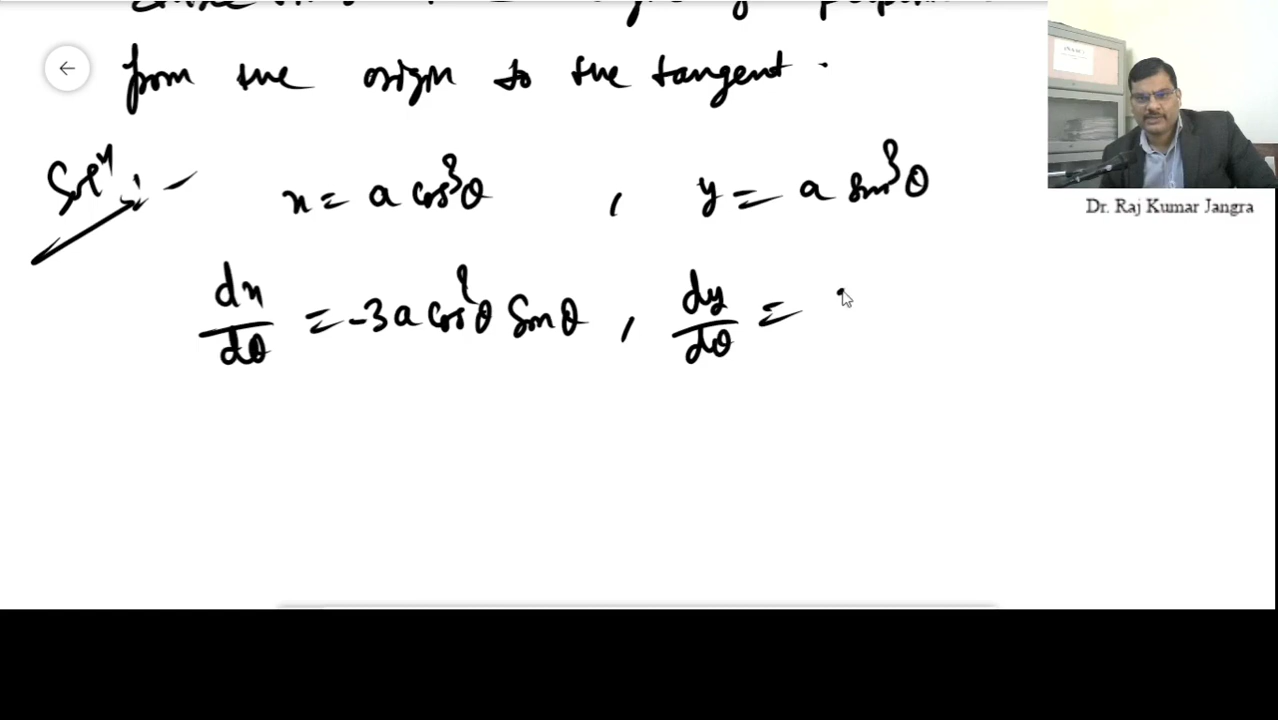 from the origin to the tangent.
Solⁿ :- x = a cos³θ , y = a sin³θ
Dr. Raj Kumar Jangra
dx/dθ = -3a cos²θ sinθ , dy/dθ =